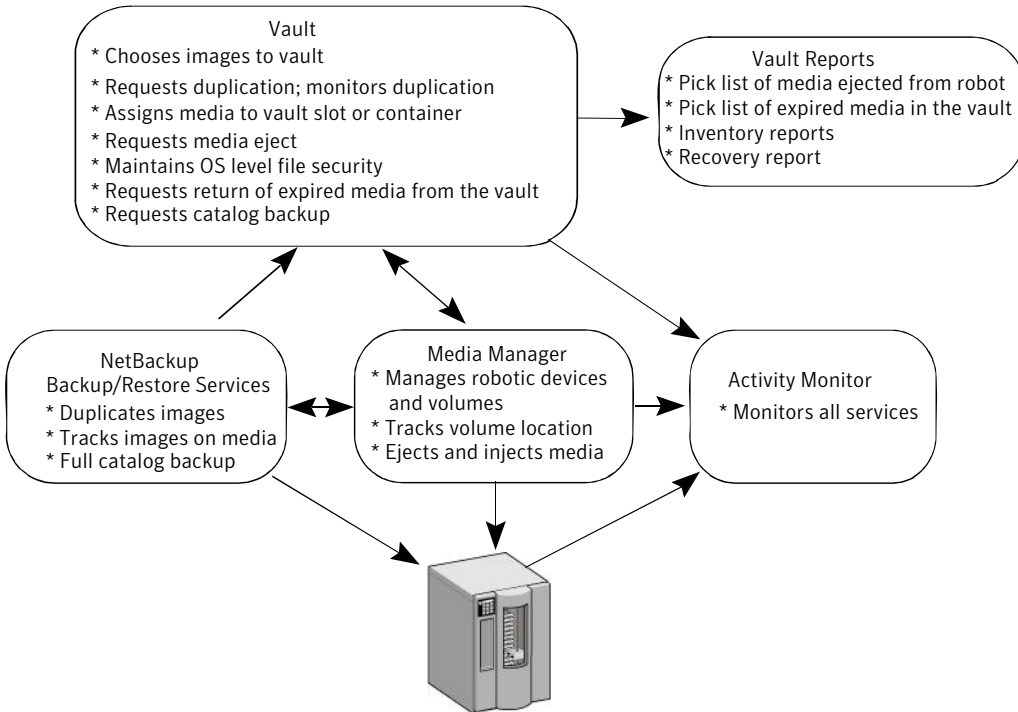 Vault
* Chooses images to vault
* Requests duplication; monitors duplication
* Assigns media to vault slot or container
* Requests media eject
* Maintains OS level file security
* Requests return of expired media from the vault
* Requests catalog backup
Vault Reports
* Pick list of media ejected from robot
* Pick list of expired media in the vault
* Inventory reports
* Recovery report
NetBackup
Backup/Restore Services
* Duplicates images
* Tracks images on media
* Full catalog backup
Media Manager
* Manages robotic devices
and volumes
* Tracks volume location
* Ejects and injects media
Activity Monitor
* Monitors all services